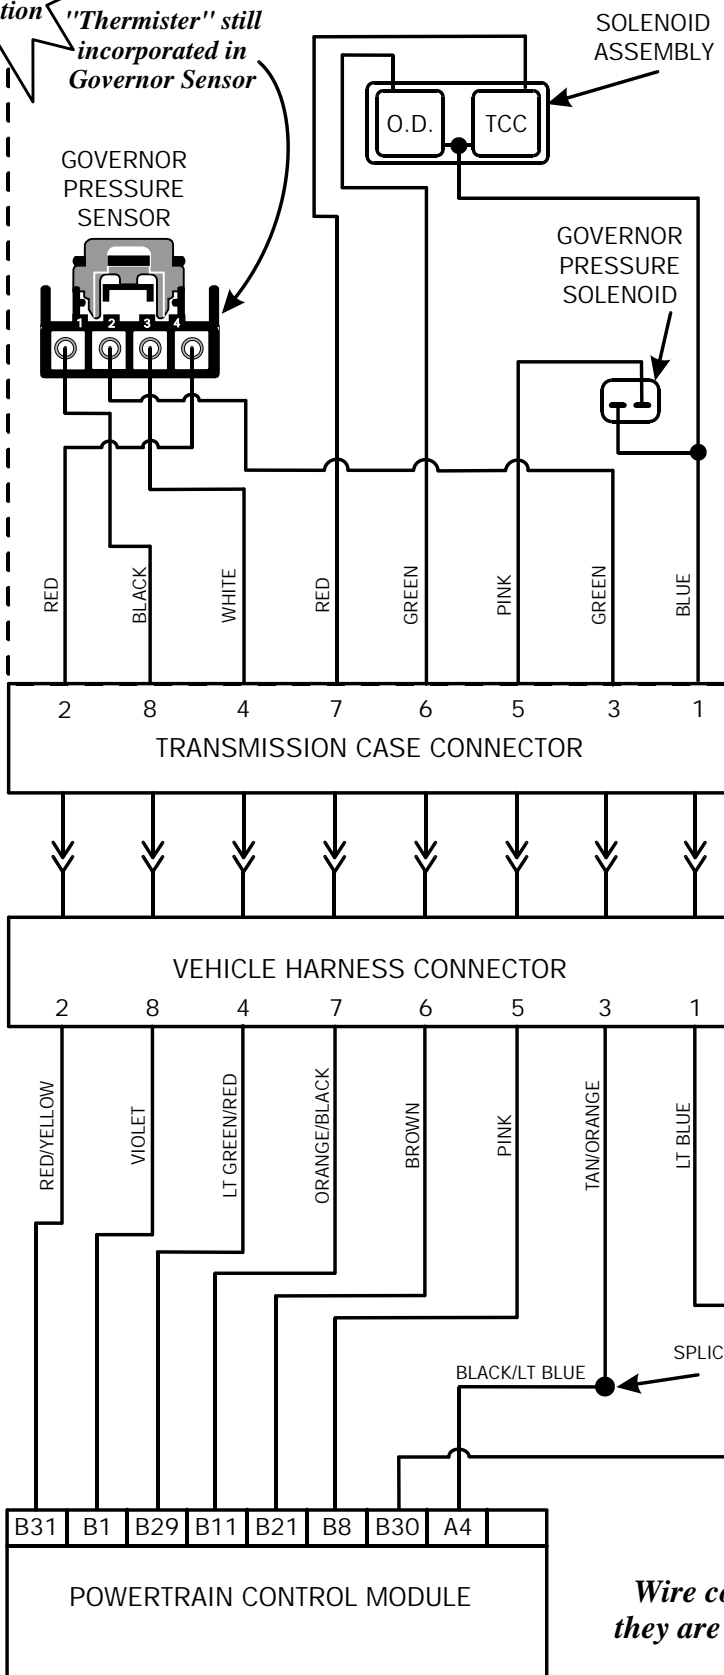 tion
"Thermister" still
incorporated in
Governor Sensor
SOLENOID
ASSEMBLY
O.D.
TCC
GOVERNOR
PRESSURE
SENSOR
GOVERNOR
PRESSURE
SOLENOID
1 2 3 4
RED
BLACK
WHITE
RED
GREEN
PINK
GREEN
BLUE
2 8 4 7 6 5 3 1
TRANSMISSION CASE CONNECTOR
VEHICLE HARNESS CONNECTOR
2 8 4 7 6 5 3 1
RED/YELLOW
VIOLET
LT GREEN/RED
ORANGE/BLACK
BROWN
PINK
TAN/ORANGE
LT BLUE
SPLIC
BLACK/LT BLUE
B31 B1 B29 B11 B21 B8 B30 A4
POWERTRAIN CONTROL MODULE
Wire co
they are